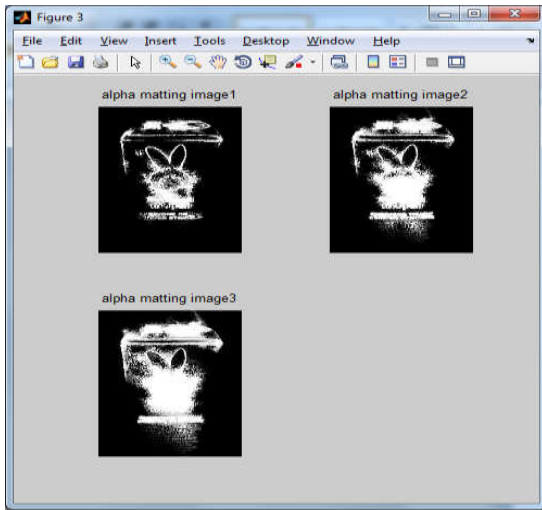 Figure 3
File Edit View Insert Tools Desktop Window Help
alpha matting image1 alpha matting image2
alpha matting image3